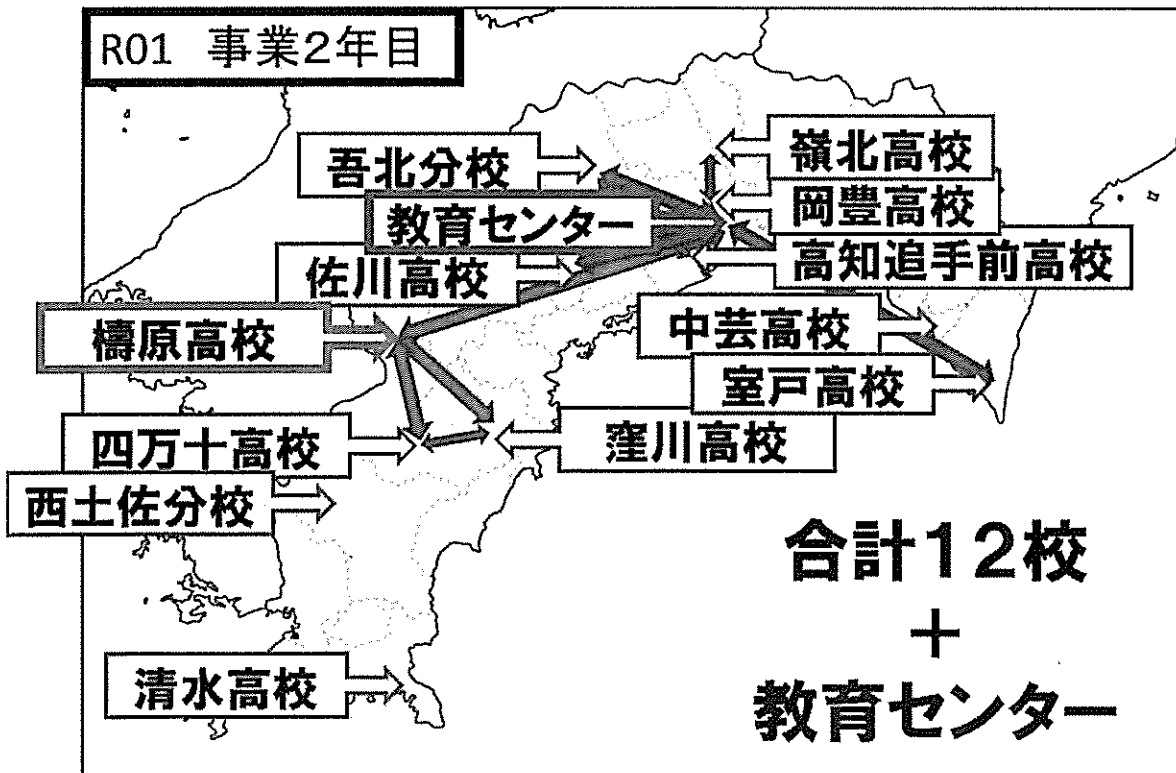 R01 事業2年目
吾北分校
嶺北高校
岡豊高校
教育センター
高知追手前高校
佐川高校
檮原高校
中芸高校
室戸高校
四万十高校
窪川高校
西土佐分校
清水高校
合計12校
+
教育センター